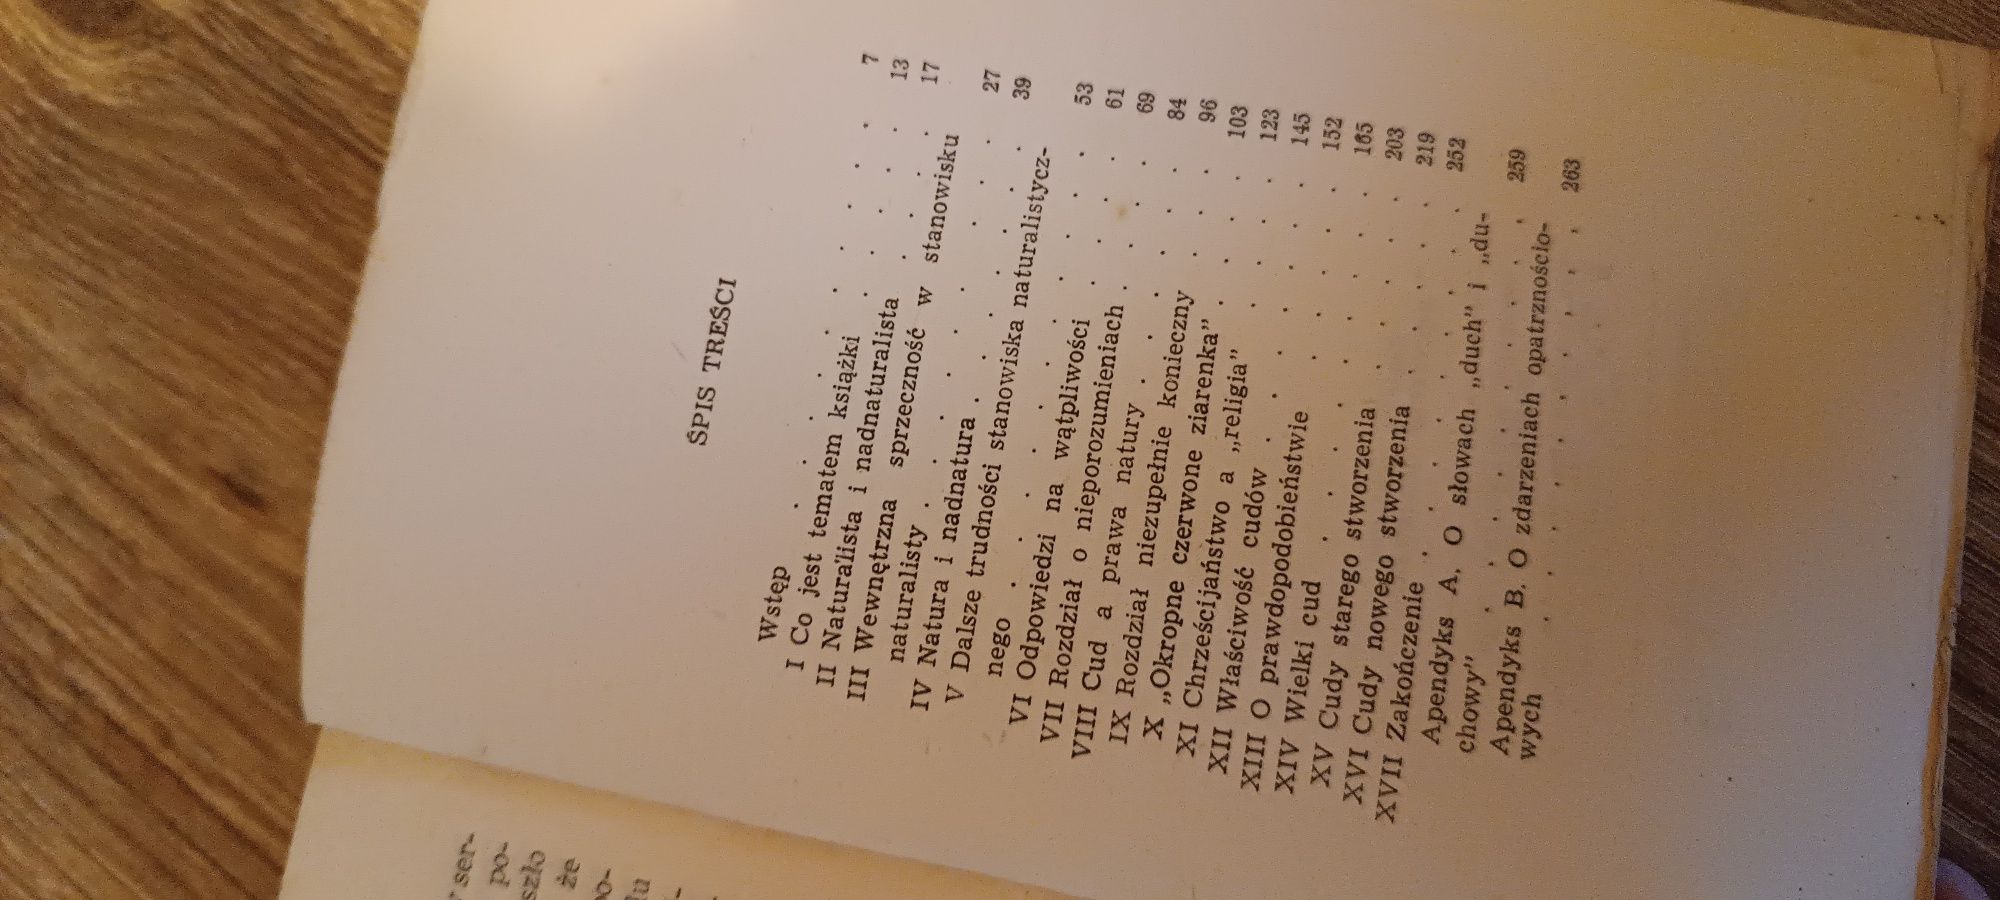 SPIS TREŚCI
Wstęp . . . . . . . . . 7
I Co jest tematem książki . . . . 13
II Naturalista i nadnaturalista . . . 17
III Wewnętrzna sprzeczność w stanowisku
naturalisty . . . . . . . . 27
IV Natura i nadnatura . . . . . . 39
V Dalsze trudności stanowiska naturalistycz-
nego . . . . . . . . . . 53
VI Odpowiedzi na wątpliwości . . . . 61
VII Rozdział o nieporozumieniach . . . 69
VIII Cud a prawa natury . . . . . 84
IX Rozdział niezupełnie konieczny . . . 96
X „Okropne czerwone ziarenka” . . . 103
XI Chrześcijaństwo a „religia” . . . 123
XII Właściwość cudów . . . . . . 145
XIII O prawdopodobieństwie . . . . 152
XIV Wielki cud . . . . . . . . 165
XV Cudy starego stworzenia . . . . 203
XVI Cudy nowego stworzenia . . . . 219
XVII Zakończenie . . . . . . . . 252
Apendyks A. O słowach „duch” i „du-
chowy” . . . . . . . . . 259
Apendyks B. O zdarzeniach opatrznościo-
wych . . . . . . . . . . 263
ser-
po-
szło
że